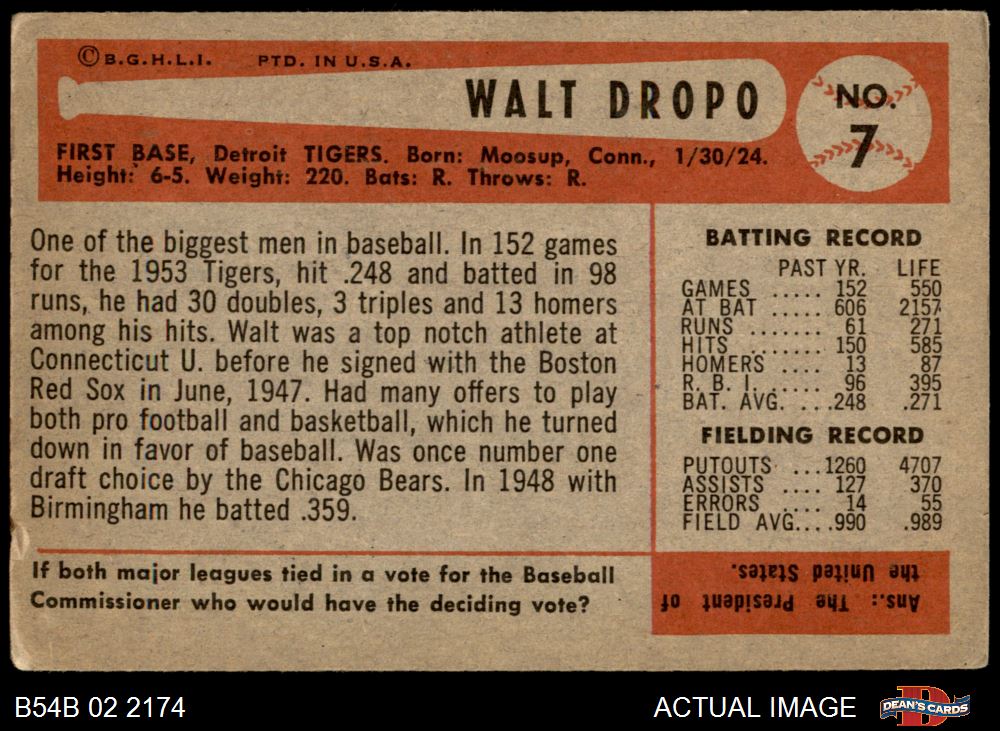 ©B.G.H.L.I. PTD. IN U.S.A.
WALT DROPO
NO.
7
FIRST BASE, Detroit TIGERS. Born: Moosup, Conn., 1/30/24.
Height: 6-5. Weight: 220. Bats: R. Throws: R.
One of the biggest men in baseball. In 152 games
for the 1953 Tigers, hit .248 and batted in 98
runs, he had 30 doubles, 3 triples and 13 homers
among his hits. Walt was a top notch athlete at
Connecticut U. before he signed with the Boston
Red Sox in June, 1947. Had many offers to play
both pro football and basketball, which he turned
down in favor of baseball. Was once number one
draft choice by the Chicago Bears. In 1948 with
Birmingham he batted .359.
BATTING RECORD
PAST YR. LIFE
GAMES ..... 152 550
AT BAT ..... 606 2157
RUNS ....... 61 271
HITS ....... 150 585
HOMERS .... 13 87
R. B. I. ..... 96 395
BAT. AVG. ...248 .271
FIELDING RECORD
PUTOUTS ...1260 4707
ASSISTS .... 127 370
ERRORS .... 14 55
FIELD AVG....990 .989
If both major leagues tied in a vote for the Baseball
Commissioner who would have the deciding vote?
Ans.: The President of
the United States.
B54B 02 2174
ACTUAL IMAGE
DEAN'S CARDS